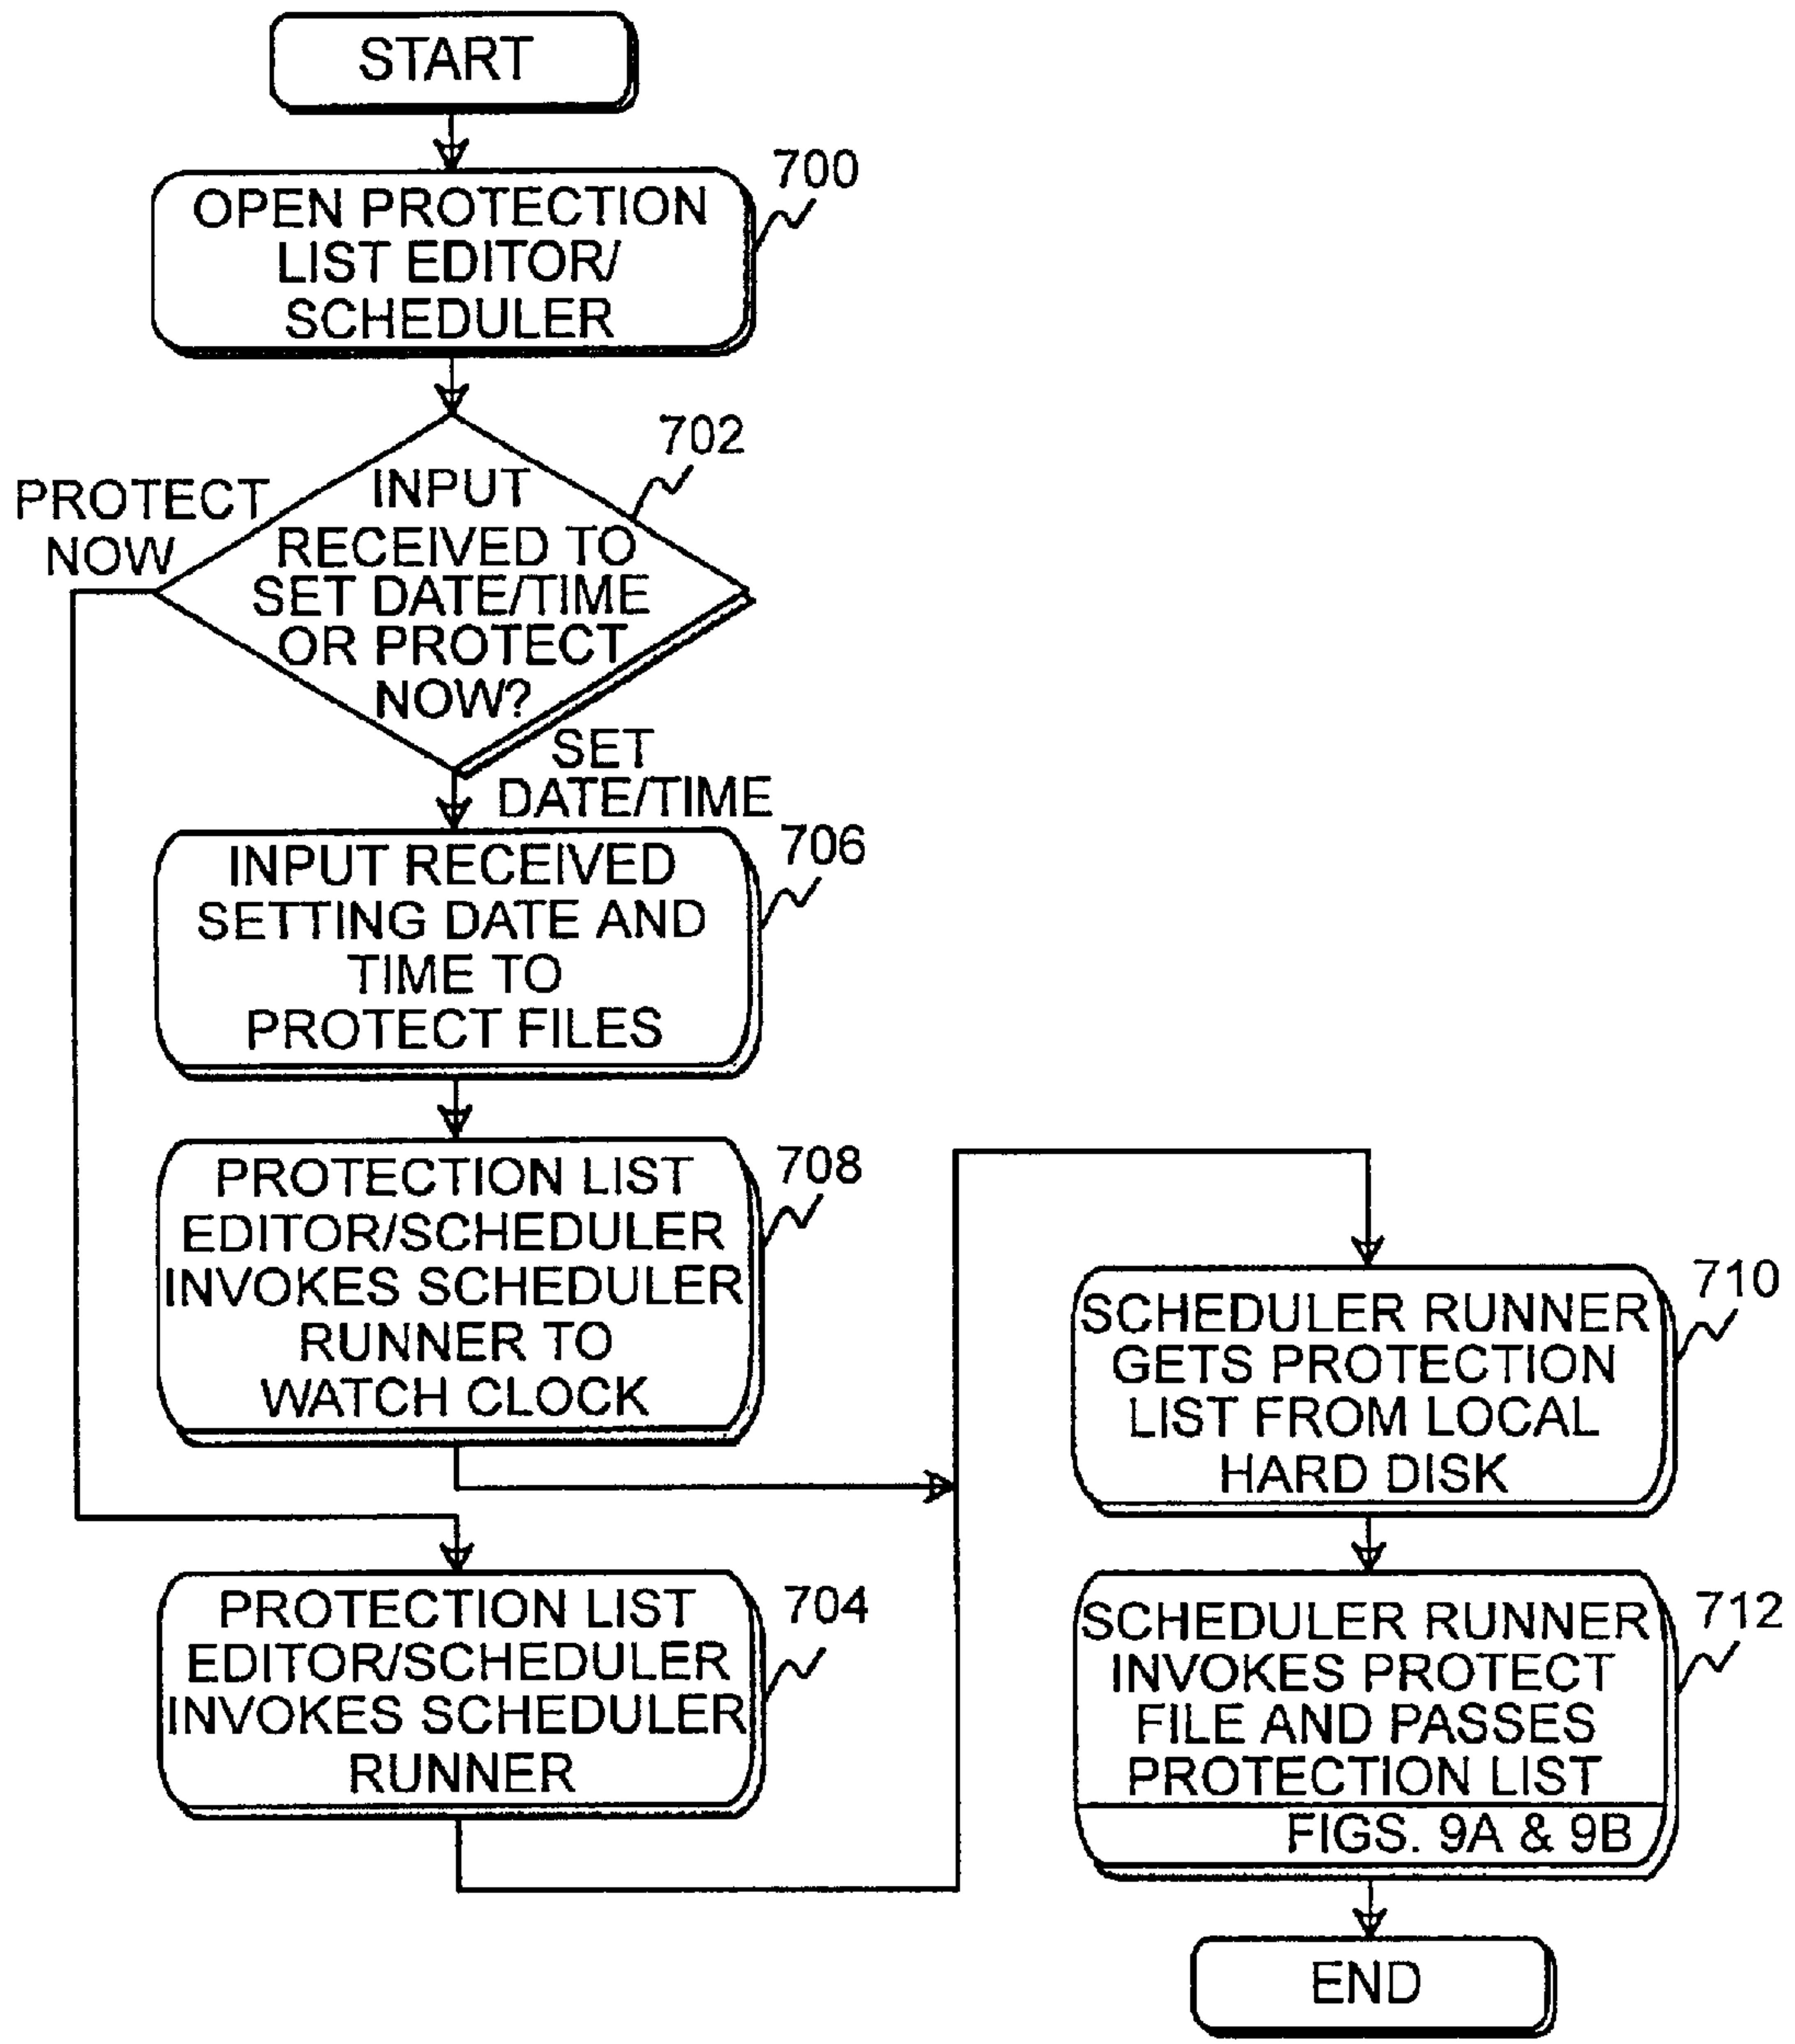 START
700
OPEN PROTECTION
LIST EDITOR/
SCHEDULER
702
PROTECT
NOW
INPUT
RECEIVED TO
SET DATE/TIME
OR PROTECT
NOW?
SET
DATE/TIME
706
INPUT RECEIVED
SETTING DATE AND
TIME TO
PROTECT FILES
708
PROTECTION LIST
EDITOR/SCHEDULER
INVOKES SCHEDULER
RUNNER TO
WATCH CLOCK
704
PROTECTION LIST
EDITOR/SCHEDULER
INVOKES SCHEDULER
RUNNER
710
SCHEDULER RUNNER
GETS PROTECTION
LIST FROM LOCAL
HARD DISK
712
SCHEDULER RUNNER
INVOKES PROTECT
FILE AND PASSES
PROTECTION LIST
FIGS. 9A & 9B
END